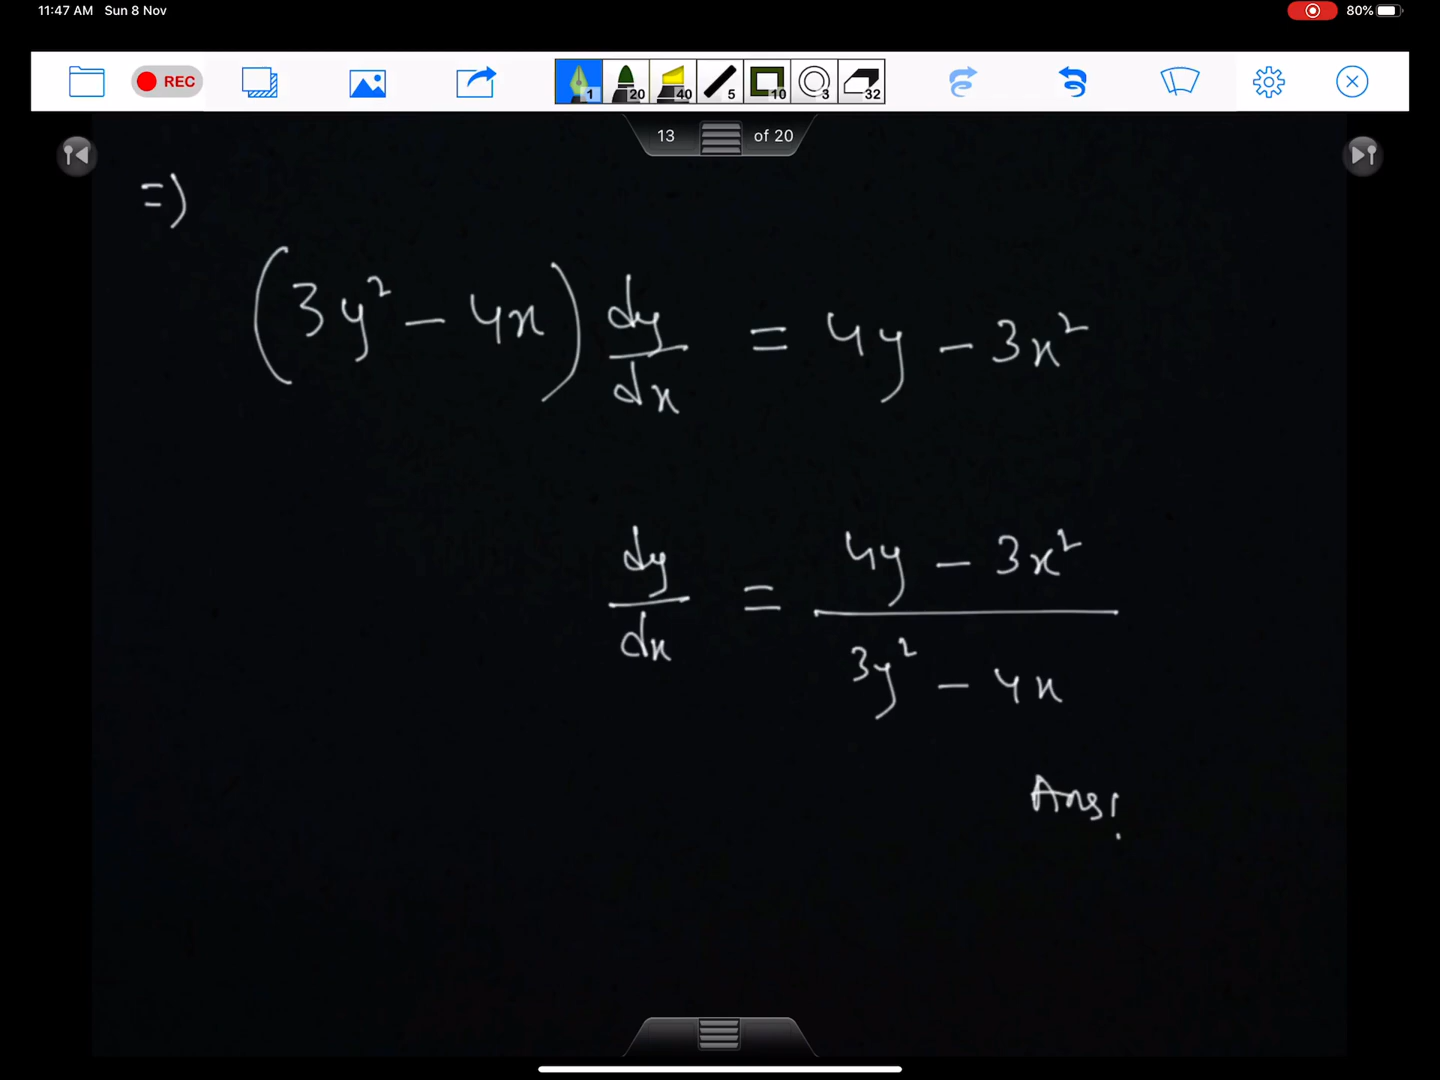 11:47 AM Sun 8 Nov 80%
REC 1 20 40 5 10 3 32
13 of 20
=)
(3y² - 4x) dy/dx = 4y - 3x²
dy/dx = (4y - 3x²)/(3y² - 4x)
Ans!